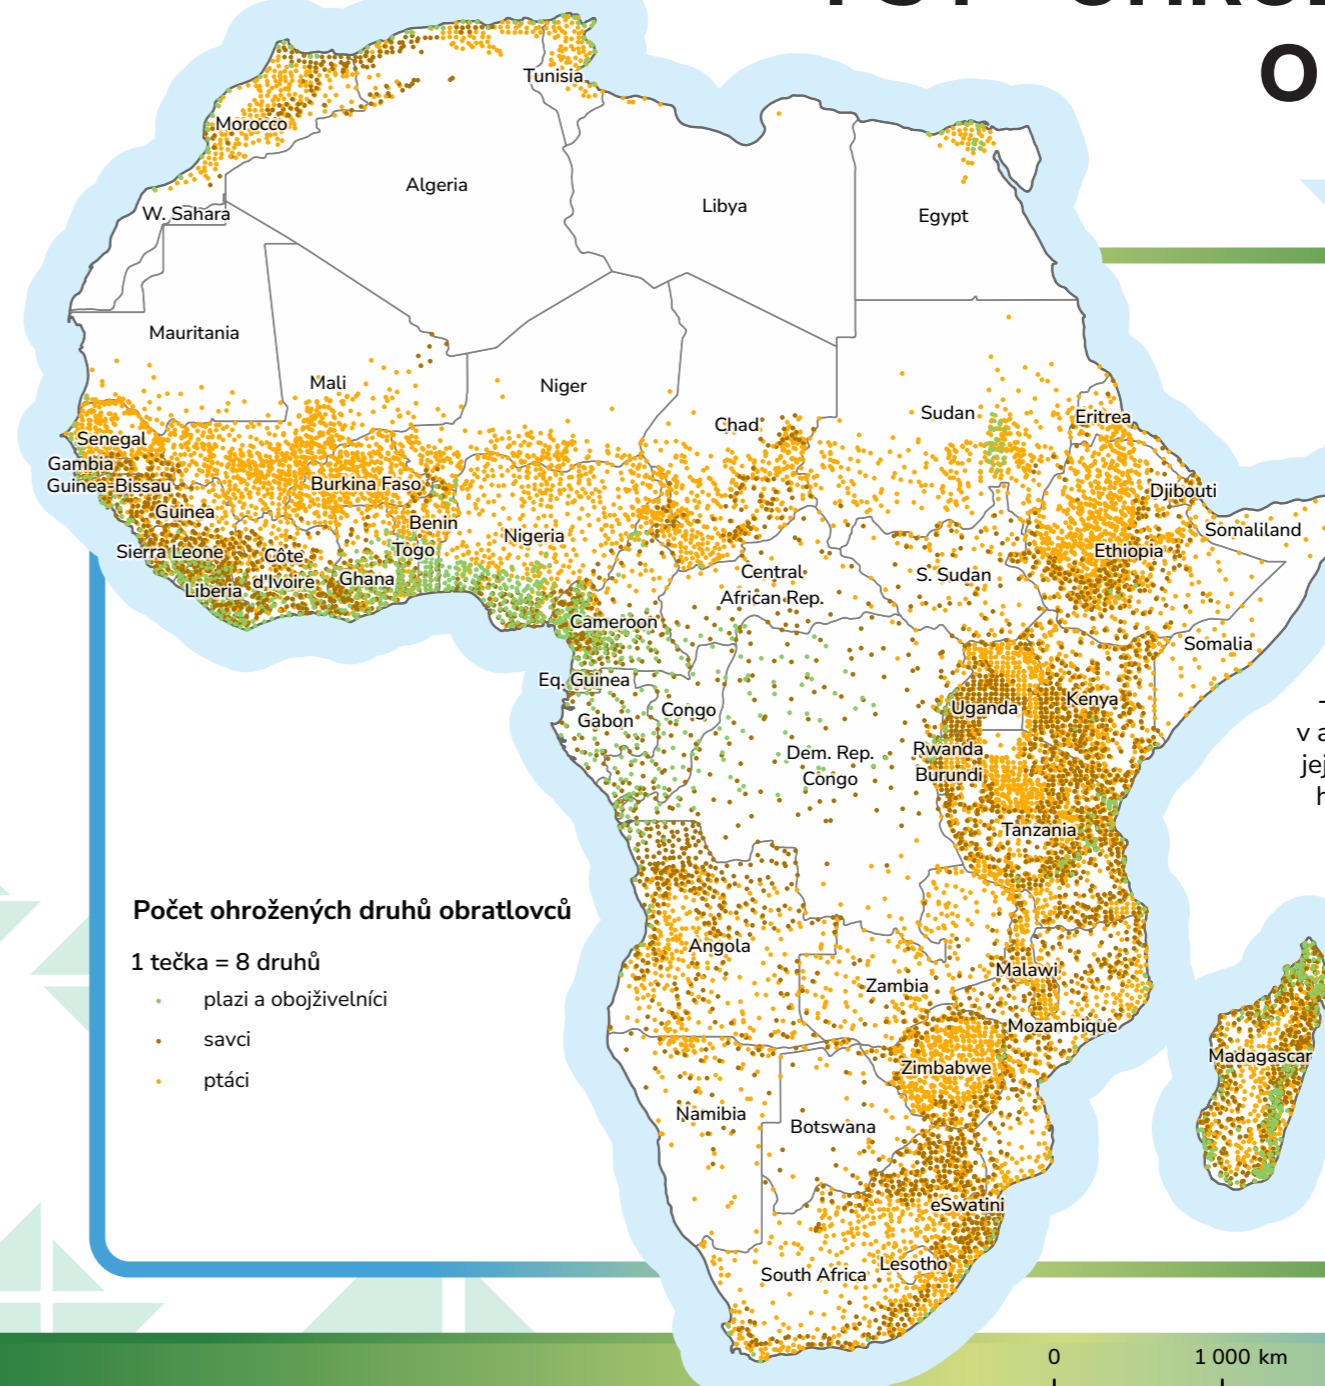 O
Tunisia
Morocco
Algeria
Libya
Egypt
W. Sahara
Mauritania
Mali
Niger
Chad
Sudan
Eritrea
Senegal
Gambia
Guinea-Bissau
Burkina Faso
Djibouti
Guinea
Benin
Nigeria
Somaliland
Sierra Leone
Côte
d'Ivoire
Togo
Ethiopia
Ghana
Liberia
Central
African Rep.
S. Sudan
Cameroon
Somalia
Eq. Guinea
Gabon
Congo
Uganda
Kenya
Dem. Rep.
Congo
Rwanda
Burundi
v a
jej
h
Tanzania
Počet ohrožených druhů obratlovců
1 tečka = 8 druhů
plazi a obojživelníci
savci
ptáci
Angola
Zambia
Malawi
Mozambique
Zimbabwe
Madagascar
Namibia
Botswana
eSwatini
Lesotho
South Africa
0
1 000 km